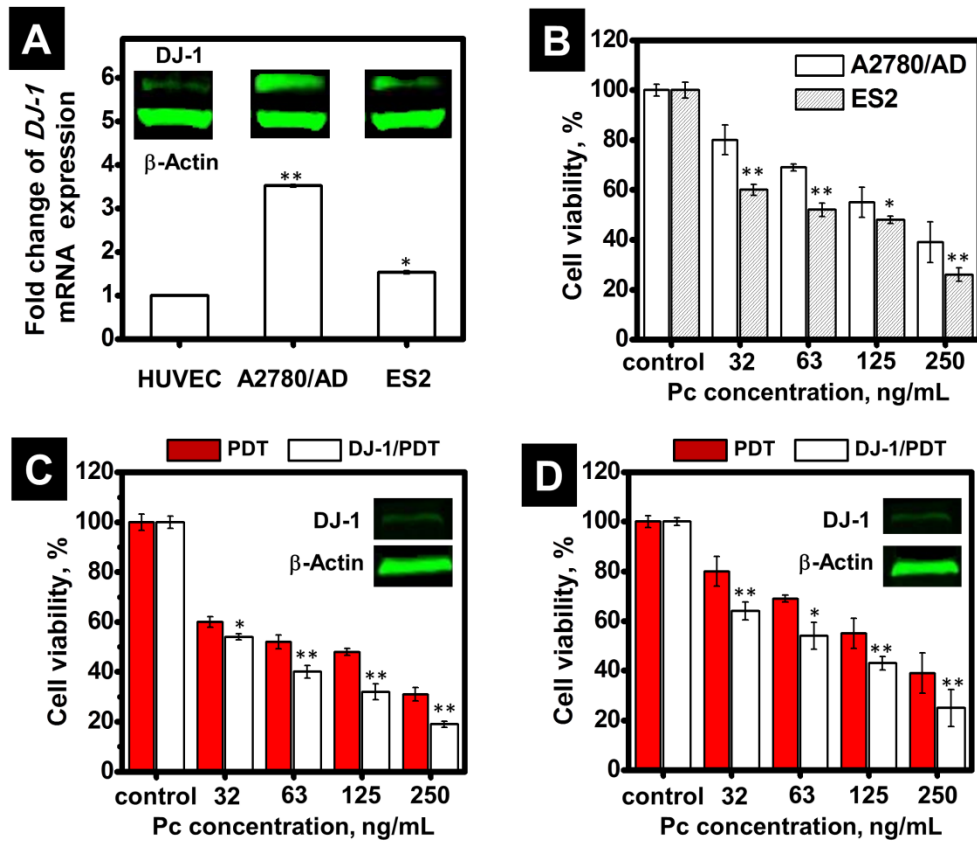 A
Fold change of DJ-1
mRNA expression
6
5
4
3
2
1
0
DJ-1
β-Actin
**
*
HUVEC A2780/AD ES2
B
Cell viability, %
120
100
80
60
40
20
0
A2780/AD
ES2
** ** * **
control 32 63 125 250
Pc concentration, ng/mL
C
PDT DJ-1/PDT
Cell viability, %
120
100
80
60
40
20
0
DJ-1
β-Actin
* ** ** **
control 32 63 125 250
Pc concentration, ng/mL
D
PDT DJ-1/PDT
Cell viability, %
120
100
80
60
40
20
0
DJ-1
β-Actin
** * ** **
control 32 63 125 250
Pc concentration, ng/mL